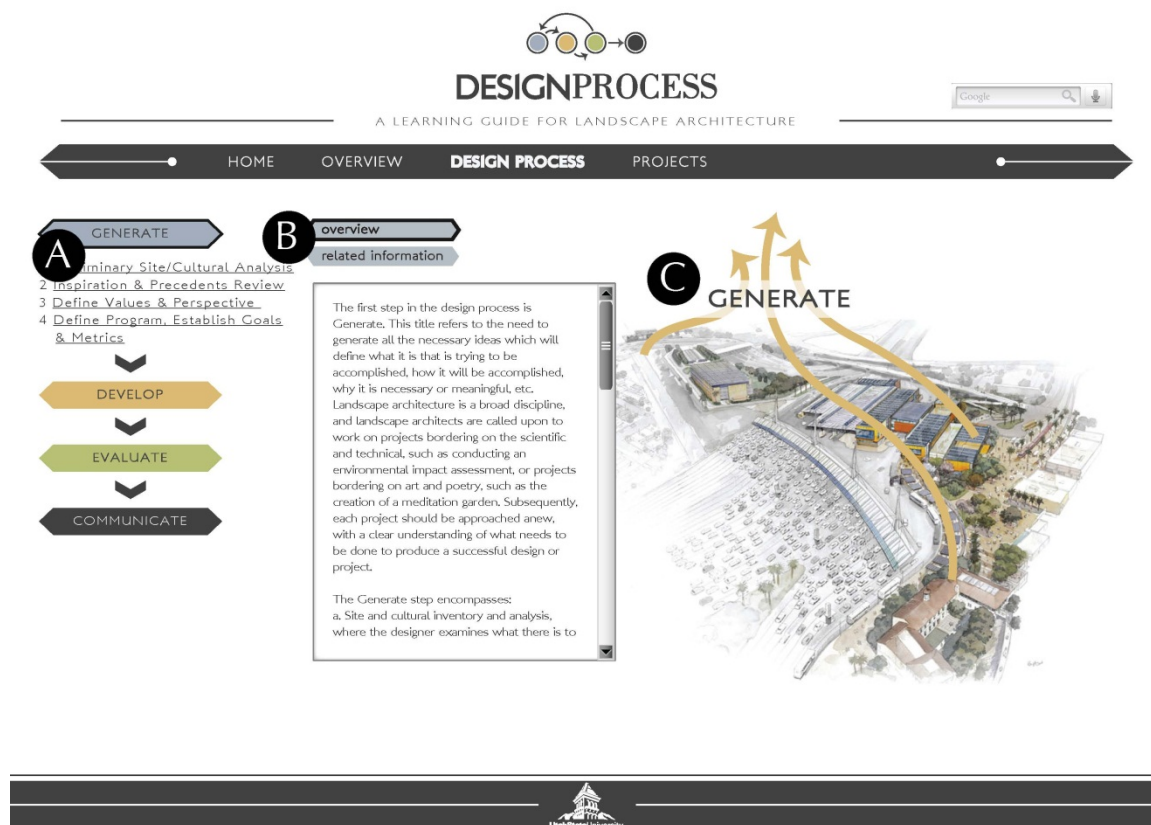 DESIGNPROCESS
A LEARNING GUIDE FOR LANDSCAPE ARCHITECTURE
Google
HOME OVERVIEW DESIGN PROCESS PROJECTS
A
GENERATE
Site/Cultural Analysis
2 Inspiration & Precedents Review
3 Define Values & Perspective
4 Define Program, Establish Goals
& Metrics
DEVELOP
EVALUATE
COMMUNICATE
B
overview
related information
The first step in the design process is
Generate. This title refers to the need to
generate all the necessary ideas which will
define what it is that is trying to be
accomplished, how it will be accomplished,
why it is necessary or meaningful, etc.
Landscape architecture is a broad discipline,
and landscape architects are called upon to
work on projects bordering on the scientific
and technical, such as conducting an
environmental impact assessment, or projects
bordering on art and poetry, such as the
creation of a meditation garden. Subsequently,
each project should be approached anew,
with a clear understanding of what needs to
be done to produce a successful design or
project.
The Generate step encompasses:
a. Site and cultural inventory and analysis,
where the designer examines what there is to
C
GENERATE
UtahStateUniversity